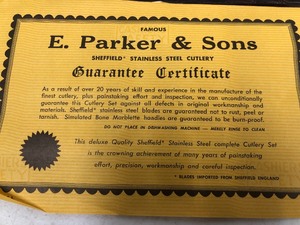 FAMOUS
E. Parker & Sons
SHEFFIELD* STAINLESS STEEL CUTLERY
Guarantee Certificate
As a result of over 20 years of skill and experience in the manufacture of the
finest cutlery, plus painstaking effort and inspection, we can unconditionally
guarantee this Cutlery Set against all defects in original workmanship and
materials. Sheffield* stainless steel blades are guaranteed not to rust, peel or
tarnish. Simulated Bone Marblette handles are guaranteed to be burn-proof.
DO NOT PLACE IN DISHWASHING MACHINE — MERELY RINSE TO CLEAN
This deluxe Quality Sheffield* Stainless Steel complete Cutlery Set
is the crowning achievement of many years of painstaking
effort, precision, workmanship and careful inspection.
* BLADES IMPORTED FROM SHEFFIELD ENGLAND